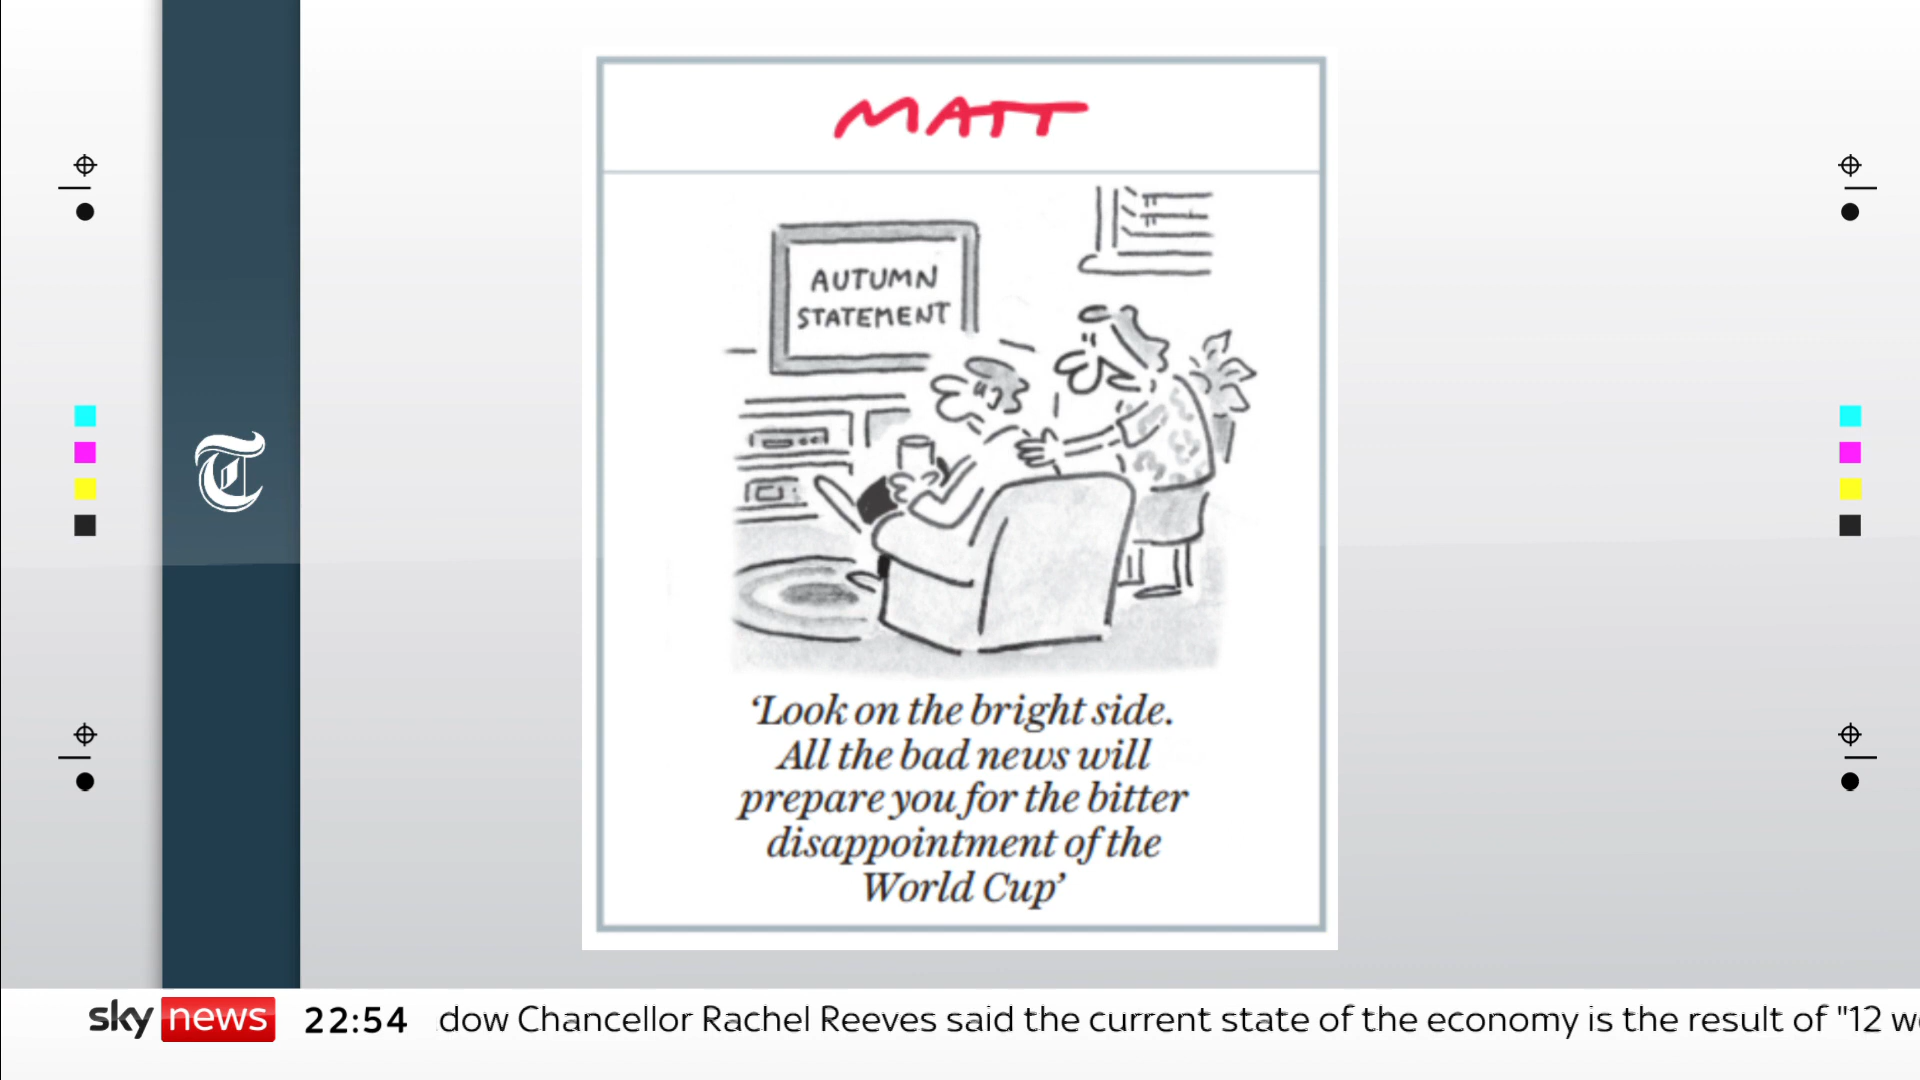 MATT
AUTUMN
STATEMENT
‘Look on the bright side.
All the bad news will
prepare you for the bitter
disappointment of the
World Cup’
T
sky news 22:54 dow Chancellor Rachel Reeves said the current state of the economy is the result of "12 w